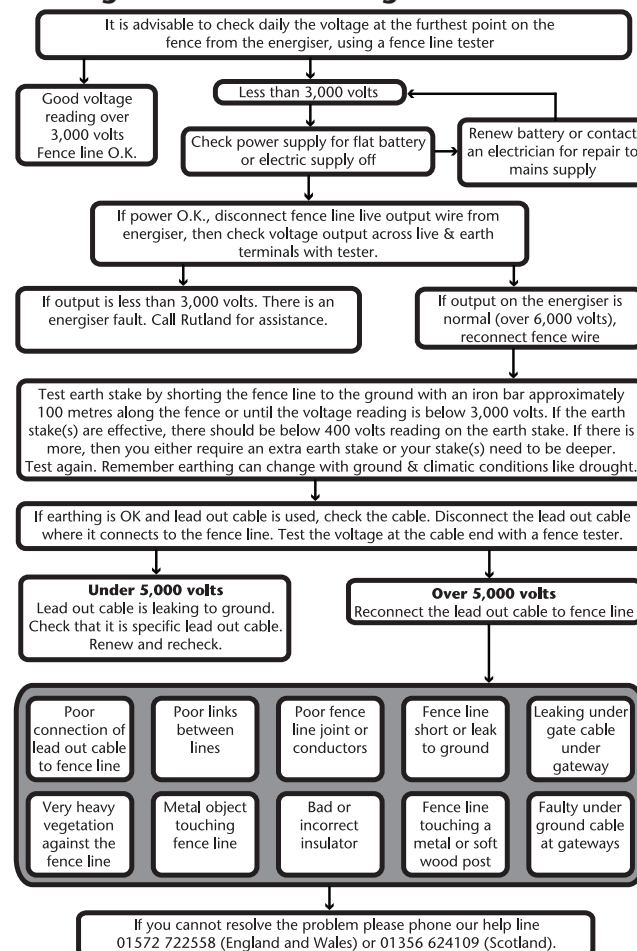 It is advisable to check daily the voltage at the furthest point on the
fence from the energiser, using a fence line tester
Good voltage
reading over
3,000 volts
Fence line O.K.
Less than 3,000 volts
Check power supply for flat battery
or electric supply off
Renew battery or contact
an electrician for repair to
mains supply
If power O.K., disconnect fence line live output wire from
energiser, then check voltage output across live & earth
terminals with tester.
If output is less than 3,000 volts. There is an
energiser fault. Call Rutland for assistance.
If output on the energiser is
normal (over 6,000 volts),
reconnect fence wire
Test earth stake by shorting the fence line to the ground with an iron bar approximately
100 metres along the fence or until the voltage reading is below 3,000 volts. If the earth
stake(s) are effective, there should be below 400 volts reading on the earth stake. If there is
more, then you either require an extra earth stake or your stake(s) need to be deeper.
Test again. Remember earthing can change with ground & climatic conditions like drought.
If earthing is OK and lead out cable is used, check the cable. Disconnect the lead out cable
where it connects to the fence line. Test the voltage at the cable end with a fence tester.
Under 5,000 volts
Lead out cable is leaking to ground.
Check that it is specific lead out cable.
Renew and recheck.
Over 5,000 volts
Reconnect the lead out cable to fence line
Poor
connection of
lead out cable
to fence line
Poor links
between
lines
Poor fence
line joint or
conductors
Fence line
short or leak
to ground
Leaking under
gate cable
under
gateway
Very heavy
vegetation
against the
fence line
Metal object
touching
fence line
Bad or
incorrect
insulator
Fence line
touching a
metal or soft
wood post
Faulty under
ground cable
at gateways
If you cannot resolve the problem please phone our help line
01572 722558 (England and Wales) or 01356 624109 (Scotland).